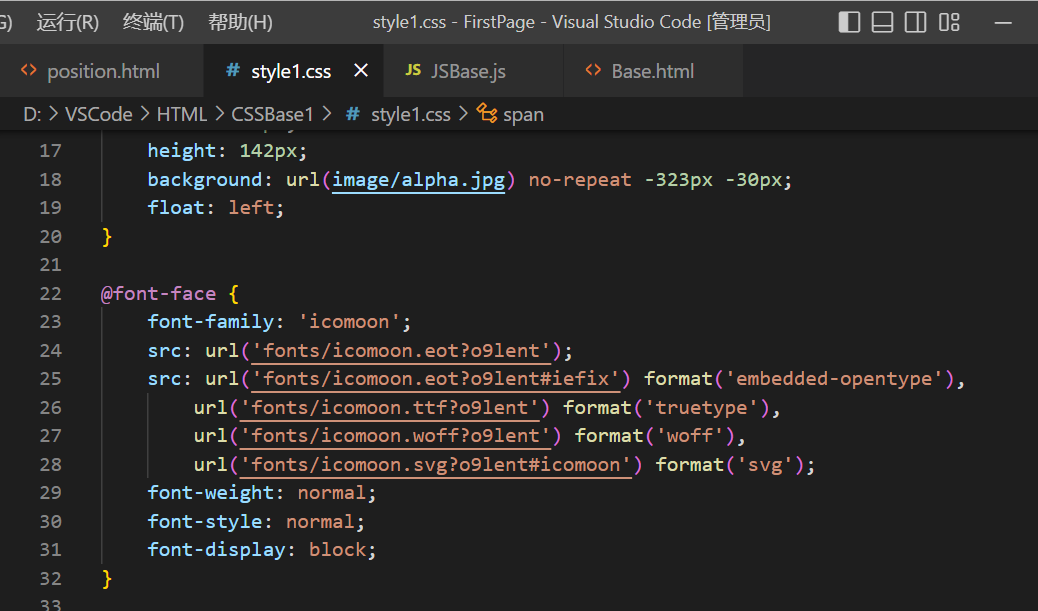 运行(R) 终端(T) 帮助(H) style1.css - FirstPage - Visual Studio Code [管理员]
position.html # style1.css JS JSBase.js Base.html
D: > VSCode > HTML > CSSBase1 > # style1.css > span
17 height: 142px;
18 background: url(image/alpha.jpg) no-repeat -323px -30px;
19 float: left;
20 }
21
22 @font-face {
23 font-family: 'icomoon';
24 src: url('fonts/icomoon.eot?o9lent');
25 src: url('fonts/icomoon.eot?o9lent#iefix') format('embedded-opentype'),
26 url('fonts/icomoon.ttf?o9lent') format('truetype'),
27 url('fonts/icomoon.woff?o9lent') format('woff'),
28 url('fonts/icomoon.svg?o9lent#icomoon') format('svg');
29 font-weight: normal;
30 font-style: normal;
31 font-display: block;
32 }
33